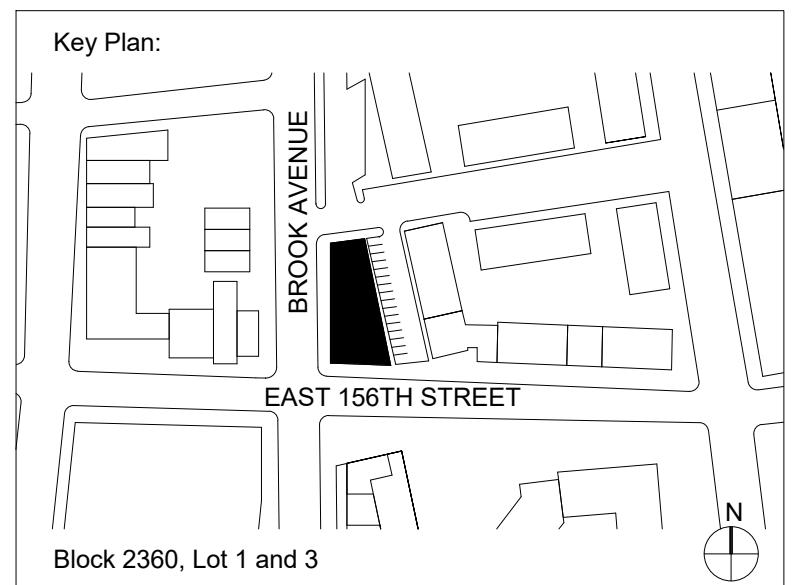 Key Plan:
BROOK AVENUE
EAST 156TH STREET
N
Block 2360, Lot 1 and 3